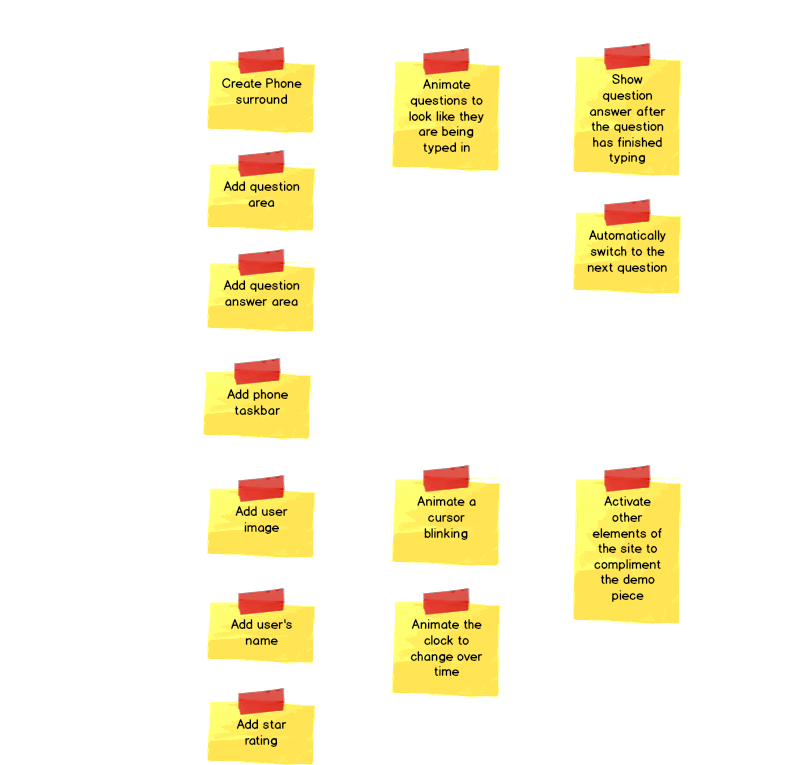 Create Phone
surround
Add question
area
Add question
answer area
Add phone
taskbar
Add user
image
Add user's
name
Add star
rating
Animate
questions to
look like they
are being
typed in
Animate a
cursor
blinking
Animate the
clock to
change over
time
Show
question
answer after
the question
has finished
typing
Automatically
switch to the
next question
Activate
other
elements of
the site to
compliment
the demo
piece